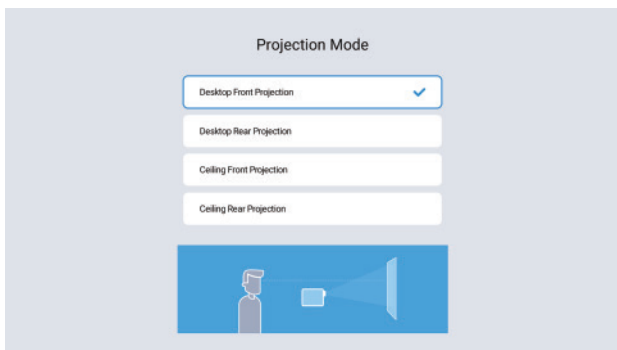 Projection Mode
Desktop Front Projection
Desktop Rear Projection
Ceiling Front Projection
Ceiling Rear Projection